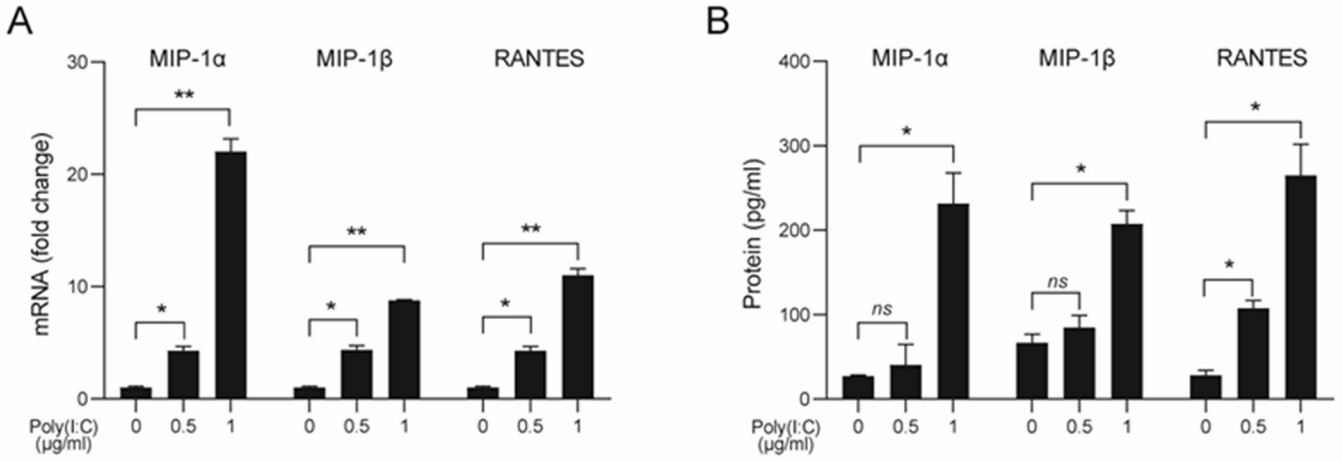 A
MIP-1α MIP-1β RANTES
30
20
10
0
mRNA (fold change)
** ** **
* * *
Poly(I:C) 0 0.5 1 0 0.5 1 0 0.5 1
(µg/ml)
B
MIP-1α MIP-1β RANTES
400
300
200
100
0
Protein (pg/ml)
* * *
ns ns *
Poly(I:C) 0 0.5 1 0 0.5 1 0 0.5 1
(µg/ml)